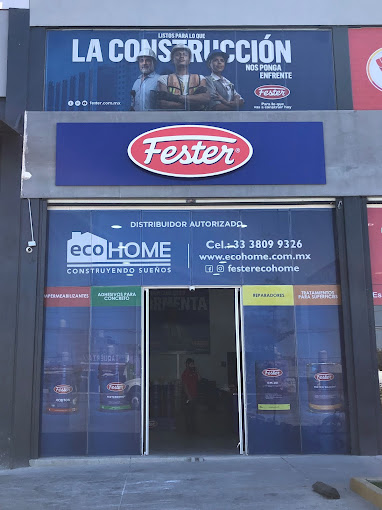 LISTOS PARA LO QUE
LA CONSTRUCCIÓN
NOS PONGA
ENFRENTE
fester.com.mx
Fester
Fester®
DISTRIBUIDOR AUTORIZADO
ecoHOME
CONSTRUYENDO SUEÑOS
Cel. 33 3809 9326
www.ecohome.com.mx
festerecohome
IMPERMEABILIZANTES
ADHESIVOS PARA
CONCRETO
REPARADORES
TRATAMIENTOS
PARA SUPERFICIES
Fester
Fester
Fester
Fester